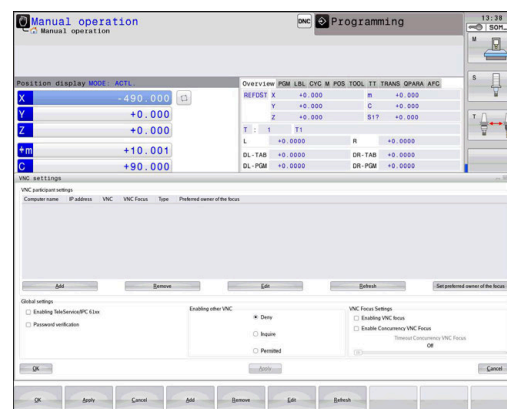 Manual operation
DNC
Programming
13:38
Manual operation
M
Position display MODE: ACTL.
Overview PGM LBL CYC M POS TOOL TT TRANS QPARA AFC
X -490.000
REFDST X +0.000 m +0.000
Y +0.000
Y +0.000 C +0.000
Z +0.000
Z +0.000 S1? +0.000
T : 1 T1
L +0.0000 R +0.0000
m +10.001
DL-TAB +0.0000 DR-TAB +0.0000
C +90.000
DL-PGM +0.0000 DR-PGM +0.0000
S
T
VNC settings
VNC participant settings
Computer name IP address VNC VNC Focus Type Preferred owner of the focus
Add Remove Edit Refresh Set preferred owner of the focus
Global settings
Enabling TeleService/IPC 61xx
Password verification
Enabling other VNC
Deny
Inquire
Permitted
VNC Focus Settings
Enabling VNC focus
Enable Concurrency VNC Focus
Timeout Concurrency VNC Focus
Off
OK Apply Cancel
OK Apply Cancel Add Remove Edit Refresh